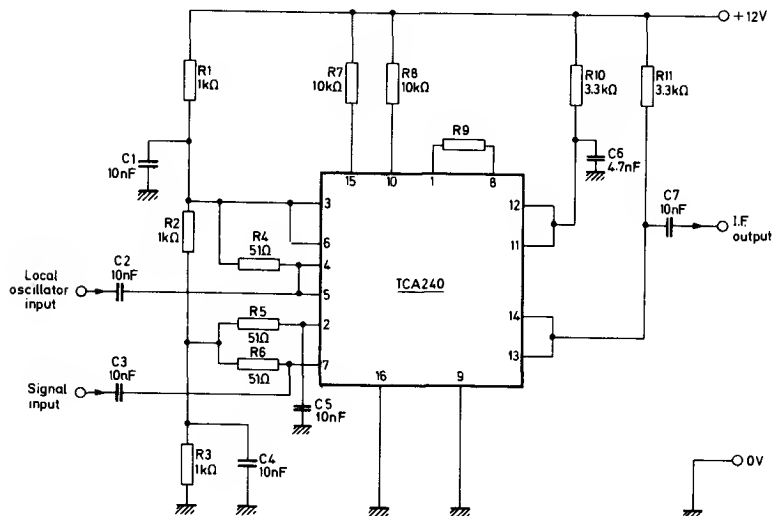 +12V
R1
1kΩ
R7
10kΩ
R8
10kΩ
R10
3.3kΩ
R11
3.3kΩ
C1
10nF
R9
C6
4.7nF
15
10
1
8
C7
10nF
I.F.
output
R2
1kΩ
3
6
R4
51Ω
4
5
12
11
Local
oscillator
input
C2
10nF
TCA240
R5
51Ω
2
R6
51Ω
7
14
13
C3
10nF
Signal
input
16
9
C5
10nF
R3
1kΩ
C4
10nF
0V